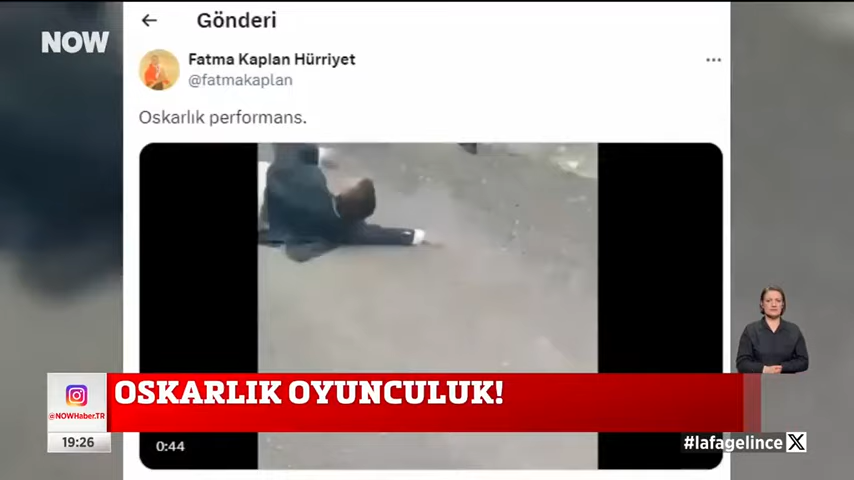 NOW
Gönderi
Fatma Kaplan Hürriyet
@fatmakaplan
Oskarlık performans.
OSKARLIK OYUNCULUK!
@NOWHaber.TR
19:26
0:44
#lafagelince X